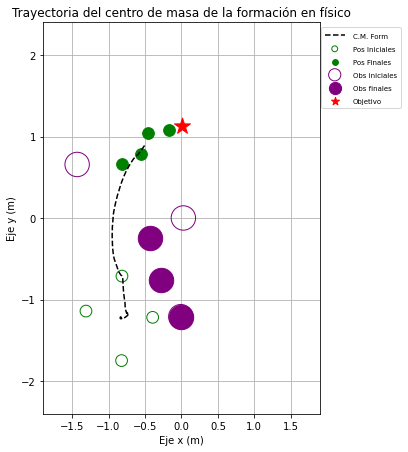 Trayectoria del centro de masa de la formación en físico
C.M. Form
Pos Iniciales
Pos Finales
Obs iniciales
Obs finales
Objetivo
Eje y (m)
2
1
0
−1
−2
−1.5
−1.0
−0.5
0.0
0.5
1.0
1.5
Eje x (m)